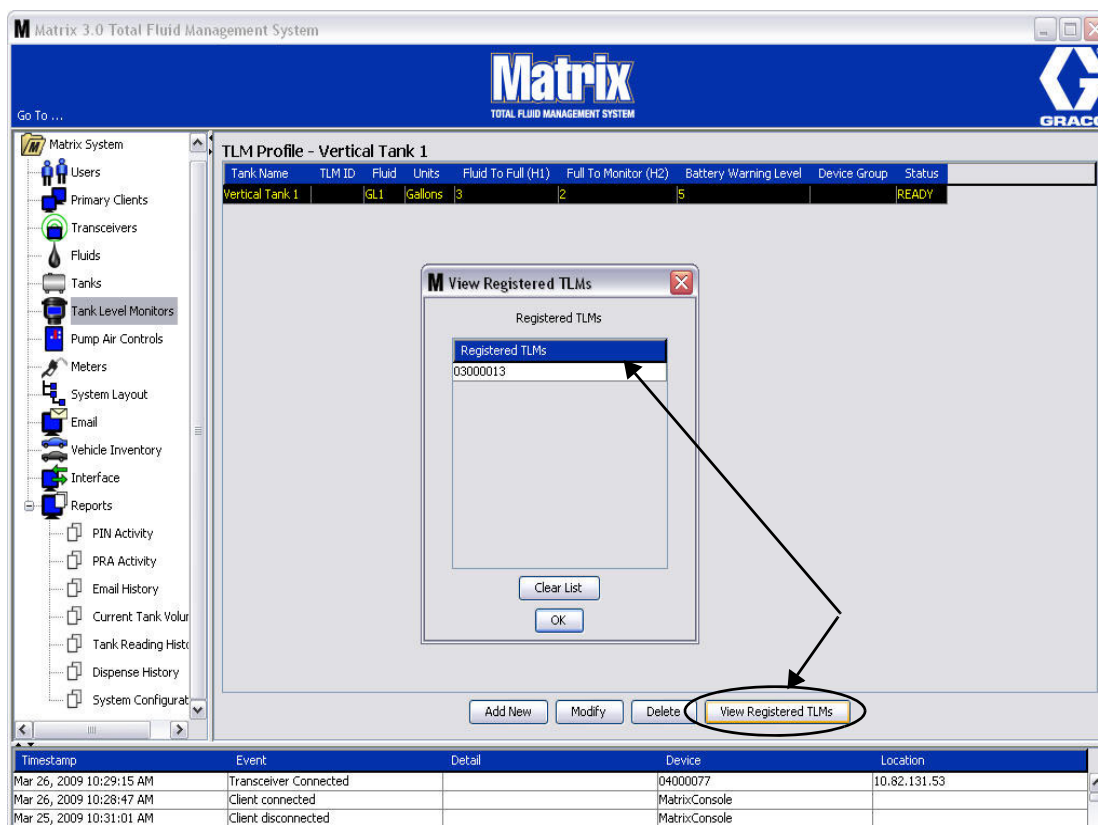 Matrix 3.0 Total Fluid Management System
Matrix
TOTAL FLUID MANAGEMENT SYSTEM
Go To ...
GRACO
Matrix System
Users
Primary Clients
Transceivers
Fluids
Tanks
Tank Level Monitors
Pump Air Controls
Meters
System Layout
Email
Vehicle Inventory
Interface
Reports
PIN Activity
PRA Activity
Email History
Current Tank Volur
Tank Reading Histo
Dispense History
System Configurat
TLM Profile - Vertical Tank 1
Tank Name TLM ID Fluid Units Fluid To Full (H1) Full To Monitor (H2) Battery Warning Level Device Group Status
Vertical Tank 1 GL1 Gallons 3 2 5 READY
View Registered TLMs
Registered TLMs
Registered TLMs
03000013
Clear List
OK
Add New Modify Delete View Registered TLMs
Timestamp Event Detail Device Location
Mar 26, 2009 10:29:15 AM Transceiver Connected 04000077 10.82.131.53
Mar 26, 2009 10:28:47 AM Client connected MatrixConsole
Mar 25, 2009 10:31:01 AM Client disconnected MatrixConsole